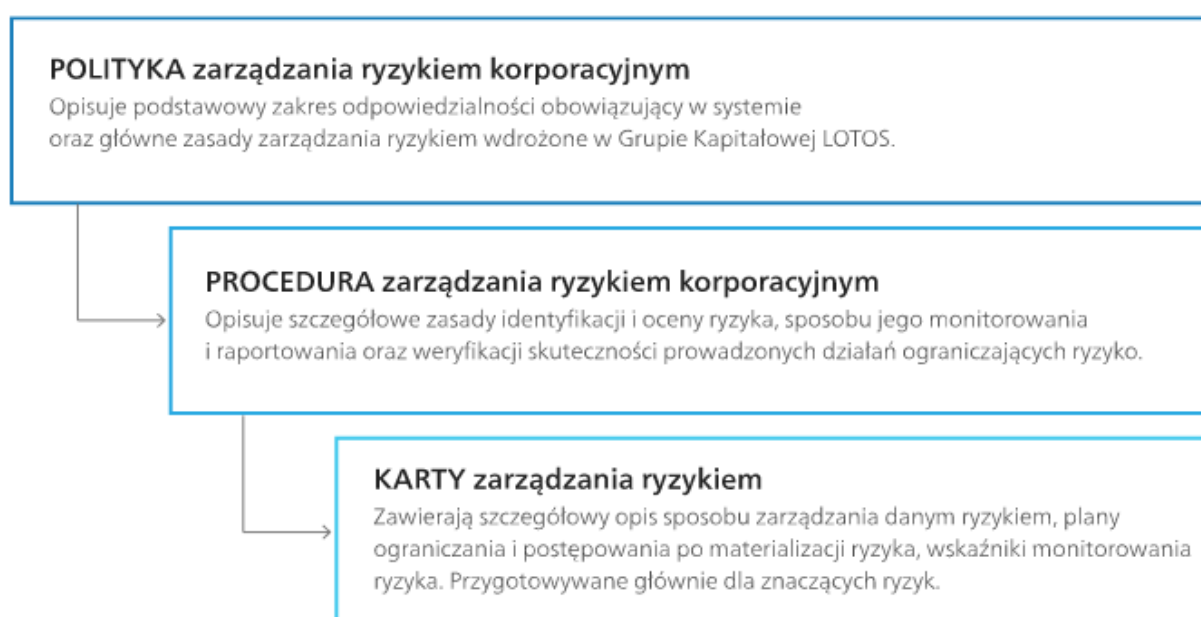 POLITYKA zarządzania ryzykiem korporacyjnym
Opisuje podstawowy zakres odpowiedzialności obowiązujący w systemie
oraz główne zasady zarządzania ryzykiem wdrożone w Grupie Kapitałowej LOTOS.
PROCEDURA zarządzania ryzykiem korporacyjnym
Opisuje szczegółowe zasady identyfikacji i oceny ryzyka, sposobu jego monitorowania
i raportowania oraz weryfikacji skuteczności prowadzonych działań ograniczających ryzyko.
KARTY zarządzania ryzykiem
Zawierają szczegółowy opis sposobu zarządzania danym ryzykiem, plany
ograniczania i postępowania po materializacji ryzyka, wskaźniki monitorowania
ryzyka. Przygotowywane głównie dla znaczących ryzyk.